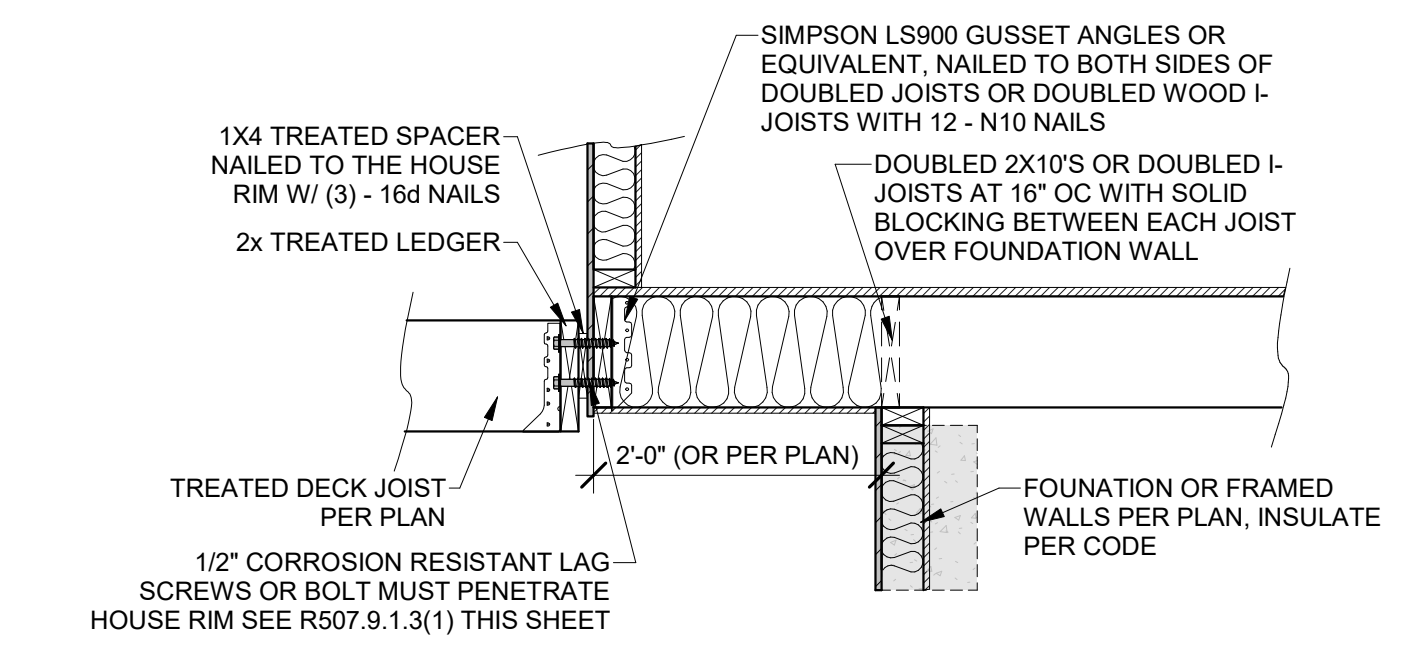 SIMPSON LS900 GUSSET ANGLES OR
EQUIVALENT, NAILED TO BOTH SIDES OF
DOUBLED JOISTS OR DOUBLED WOOD I-
JOISTS WITH 12 - N10 NAILS
1X4 TREATED SPACER
NAILED TO THE HOUSE
RIM W/ (3) - 16d NAILS
2x TREATED LEDGER
DOUBLED 2X10'S OR DOUBLED I-
JOISTS AT 16" OC WITH SOLID
BLOCKING BETWEEN EACH JOIST
OVER FOUNDATION WALL
2'-0" (OR PER PLAN)
TREATED DECK JOIST
PER PLAN
1/2" CORROSION RESISTANT LAG
SCREWS OR BOLT MUST PENETRATE
HOUSE RIM SEE R507.9.1.3(1) THIS SHEET
FOUNATION OR FRAMED
WALLS PER PLAN, INSULATE
PER CODE